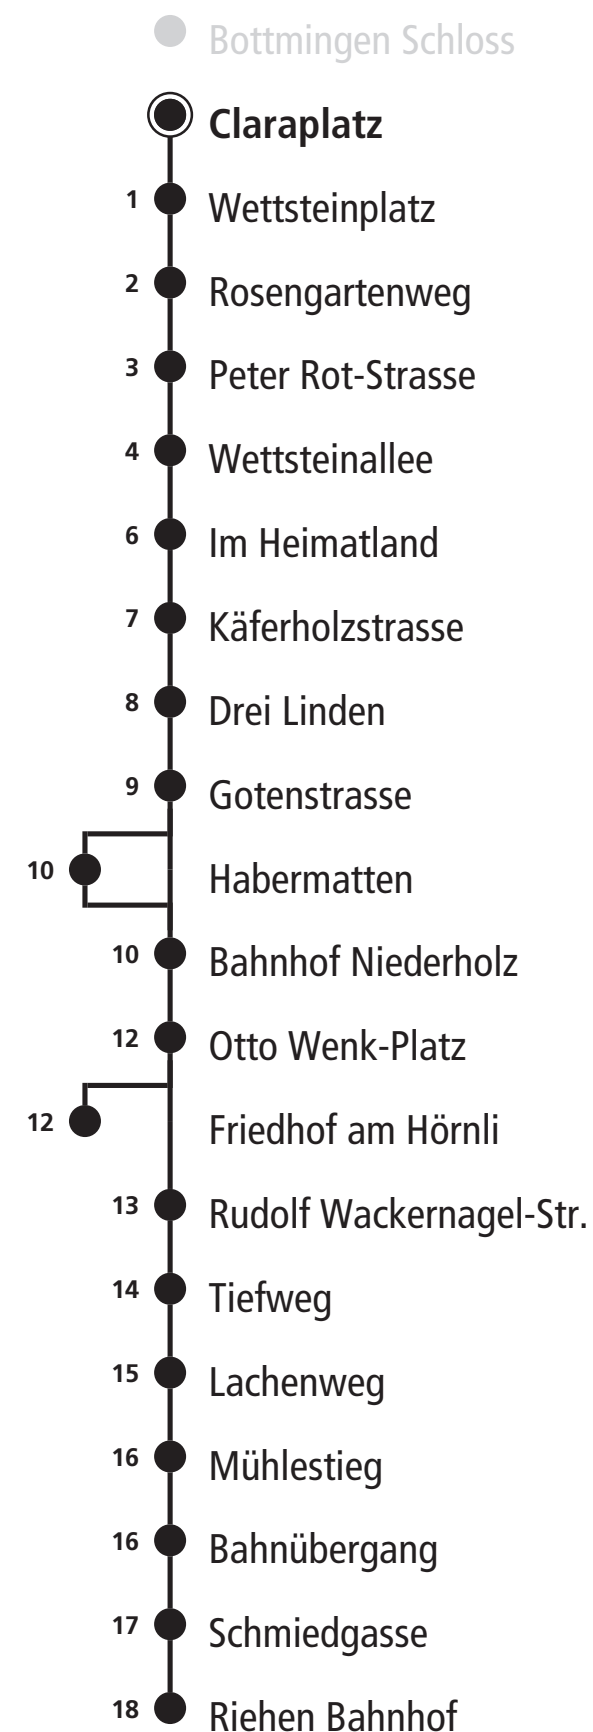 Bottmingen Schloss
Claraplatz
1 Wettsteinplatz
2 Rosengartenweg
3 Peter Rot-Strasse
4 Wettsteinallee
6 Im Heimatland
7 Käferholzstrasse
8 Drei Linden
9 Gotenstrasse
10 Habermatten
10 Bahnhof Niederholz
12 Otto Wenk-Platz
12 Friedhof am Hörnli
13 Rudolf Wackernagel-Str.
14 Tiefweg
15 Lachenweg
16 Mühlestieg
16 Bahnübergang
17 Schmiedgasse
18 Riehen Bahnhof